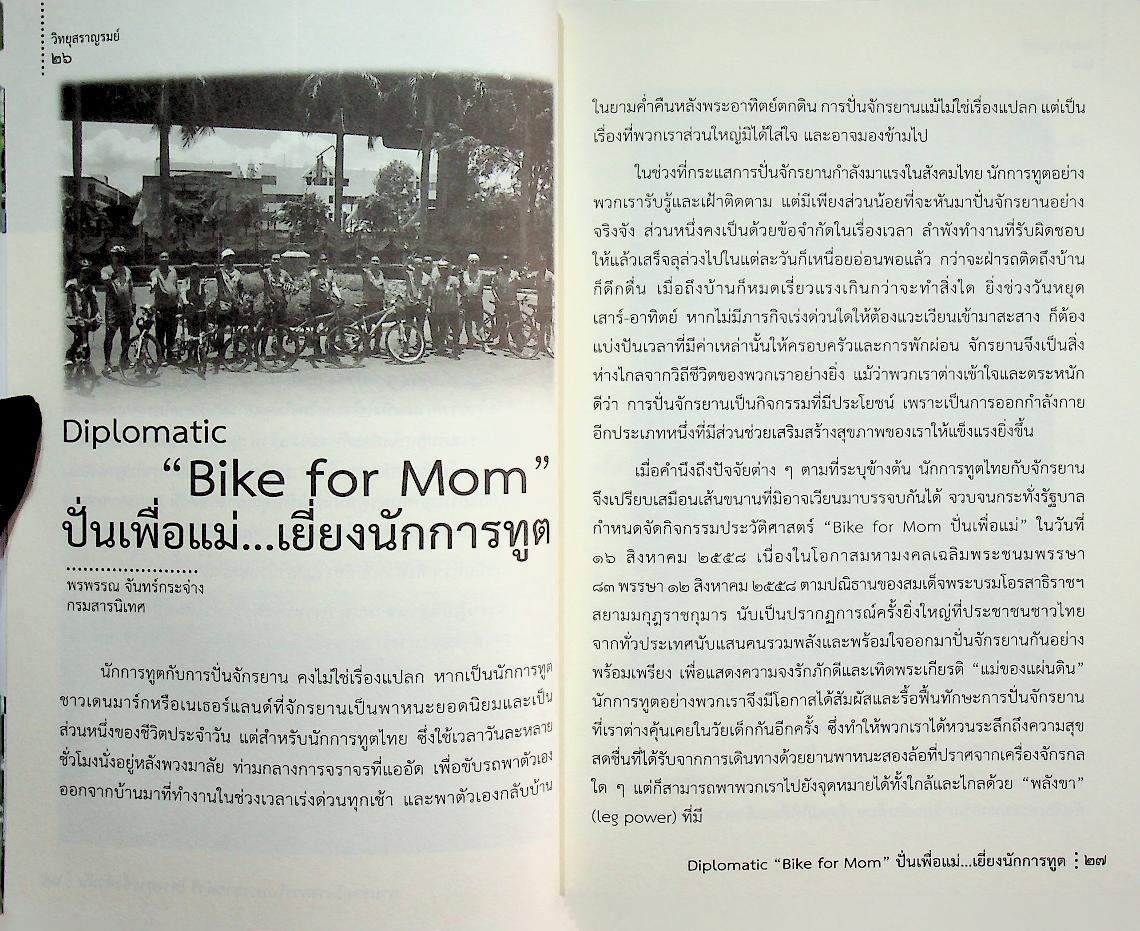 วิทยุสราญรมย์
๒๖
Diplomatic
“Bike for Mom”
ปั่นเพื่อแม่...เยี่ยงนักการทูต
พรพรรณ จันทร์กระจ่าง
กรมสารนิเทศ
นักการทูตกับการปั่นจักรยาน คงไม่ใช่เรื่องแปลก หากเป็นนักการทูต
ชาวเดนมาร์กหรือเนเธอร์แลนด์ที่จักรยานเป็นพาหนะยอดนิยมและเป็น
ส่วนหนึ่งของชีวิตประจำวัน แต่สำหรับนักการทูตไทย ซึ่งใช้เวลาวันละหลาย
ชั่วโมงนั่งอยู่หลังพวงมาลัย ท่ามกลางการจราจรที่แออัด เพื่อขับรถพาตัวเอง
ออกจากบ้านมาที่ทำงานในช่วงเวลาเร่งด่วนทุกเช้า และพาตัวเองกลับบ้าน
ในยามค่ำคืนหลังพระอาทิตย์ตกดิน การปั่นจักรยานแม้ไม่ใช่เรื่องแปลก แต่เป็น
เรื่องที่พวกเราส่วนใหญ่มิได้ใส่ใจ และอาจมองข้ามไป
ในช่วงที่กระแสการปั่นจักรยานกำลังมาแรงในสังคมไทย นักการทูตอย่าง
พวกเรารับรู้และเฝ้าติดตาม แต่มีเพียงส่วนน้อยที่จะหันมาปั่นจักรยานอย่าง
จริงจัง ส่วนหนึ่งคงเป็นด้วยข้อจำกัดในเรื่องเวลา ลำพังทำงานที่รับผิดชอบ
ให้แล้วเสร็จลุล่วงไปในแต่ละวันก็เหนื่อยอ่อนพอแล้ว กว่าจะฝ่ารถติดถึงบ้าน
ก็ดึกดื่น เมื่อถึงบ้านก็หมดเรี่ยวแรงเกินกว่าจะทำสิ่งใด ยิ่งช่วงวันหยุด
เสาร์-อาทิตย์ หากไม่มีภารกิจเร่งด่วนใดให้ต้องแวะเวียนเข้ามาสะสาง ก็ต้อง
แบ่งปันเวลาที่มีค่าเหล่านั้นให้ครอบครัวและการพักผ่อน จักรยานจึงเป็นสิ่ง
ห่างไกลจากวิถีชีวิตของพวกเราอย่างยิ่ง แม้ว่าพวกเราต่างเข้าใจและตระหนัก
ดีว่า การปั่นจักรยานเป็นกิจกรรมที่มีประโยชน์ เพราะเป็นการออกกำลังกาย
อีกประเภทหนึ่งที่มีส่วนช่วยเสริมสร้างสุขภาพของเราให้แข็งแรงยิ่งขึ้น
เมื่อคำนึงถึงปัจจัยต่าง ๆ ตามที่ระบุข้างต้น นักการทูตไทยกับจักรยาน
จึงเปรียบเสมือนเส้นขนานที่มิอาจเวียนมาบรรจบกันได้ จวบจนกระทั่งรัฐบาล
กำหนดจัดกิจกรรมประวัติศาสตร์ “Bike for Mom ปั่นเพื่อแม่” ในวันที่
๑๖ สิงหาคม ๒๕๕๘ เนื่องในโอกาสมหามงคลเฉลิมพระชนมพรรษา
๘๓ พรรษา ๑๒ สิงหาคม ๒๕๕๘ ตามปณิธานของสมเด็จพระบรมโอรสาธิราชฯ
สยามมกุฎราชกุมาร นับเป็นปรากฏการณ์ครั้งยิ่งใหญ่ที่ประชาชนชาวไทย
จากทั่วประเทศนับแสนคนรวมพลังและพร้อมใจออกมาปั่นจักรยานกันอย่าง
พร้อมเพรียง เพื่อแสดงความจงรักภักดีและเทิดพระเกียรติ “แม่ของแผ่นดิน”
นักการทูตอย่างพวกเราจึงมีโอกาสได้สัมผัสและรื้อฟื้นทักษะการปั่นจักรยาน
ที่เราต่างคุ้นเคยในวัยเด็กกันอีกครั้ง ซึ่งทำให้พวกเราได้หวนระลึกถึงความสุข
สดชื่นที่ได้รับจากการเดินทางด้วยยานพาหนะสองล้อที่ปราศจากเครื่องจักรกล
ใด ๆ แต่ก็สามารถพาพวกเราไปยังจุดหมายได้ทั้งใกล้และไกลด้วย “พลังขา”
(leg power) ที่มี
Diplomatic “Bike for Mom” ปั่นเพื่อแม่...เยี่ยงนักการทูต ๒๗